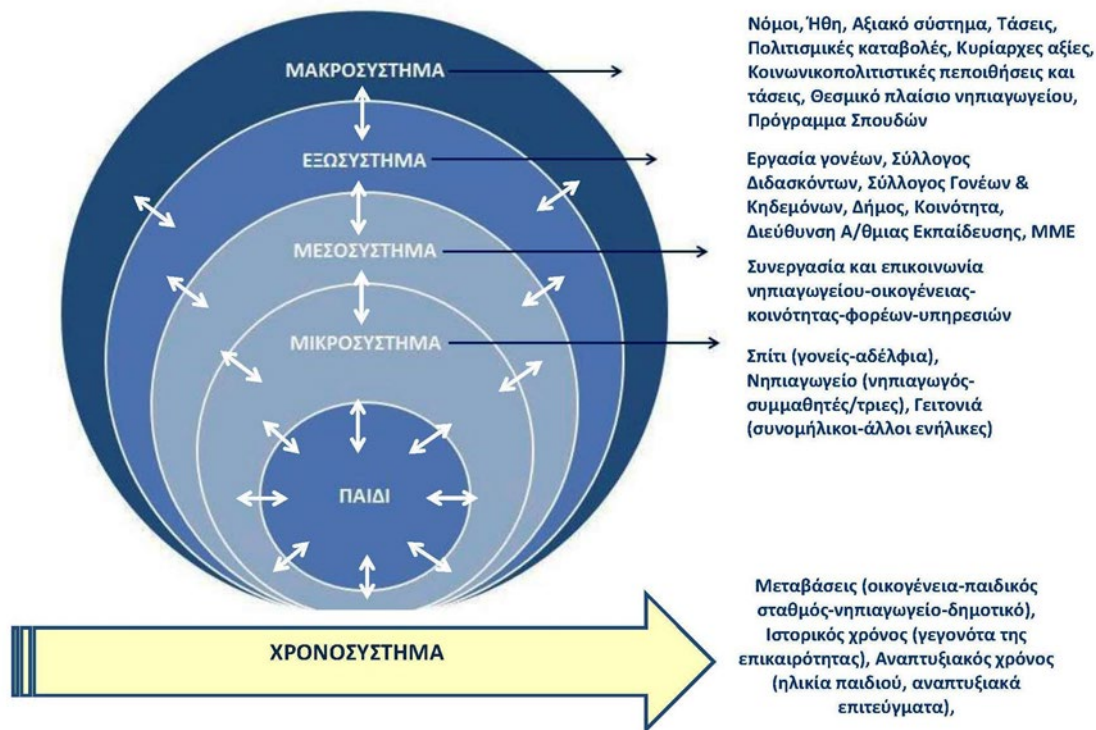 ΜΑΚΡΟΣΥΣΤΗΜΑ
Νόμοι, Ήθη, Αξιακό σύστημα, Τάσεις,
Πολιτισμικές καταβολές, Κυρίαρχες αξίες,
Κοινωνικοπολιτιστικές πεποιθήσεις και
τάσεις, Θεσμικό πλαίσιο νηπιαγωγείου,
Πρόγραμμα Σπουδών
ΕΞΩΣΥΣΤΗΜΑ
Εργασία γονέων, Σύλλογος
Διδασκόντων, Σύλλογος Γονέων &
Κηδεμόνων, Δήμος, Κοινότητα,
Διεύθυνση Α/θμιας Εκπαίδευσης, ΜΜΕ
ΜΕΣΟΣΥΣΤΗΜΑ
Συνεργασία και επικοινωνία
νηπιαγωγείου-οικογένειας-
κοινότητας-φορέων-υπηρεσιών
ΜΙΚΡΟΣΥΣΤΗΜΑ
Σπίτι (γονείς-αδέλφια),
Νηπιαγωγείο (νηπιαγωγός-
συμμαθητές/τριες), Γειτονιά
(συνομήλικοι-άλλοι ενήλικες)
ΠΑΙΔΙ
ΧΡΟΝΟΣΥΣΤΗΜΑ
Μεταβάσεις (οικογένεια-παιδικός
σταθμός-νηπιαγωγείο-δημοτικό),
Ιστορικός χρόνος (γεγονότα της
επικαιρότητας), Αναπτυξιακός χρόνος
(ηλικία παιδιού, αναπτυξιακά
επιτεύγματα),